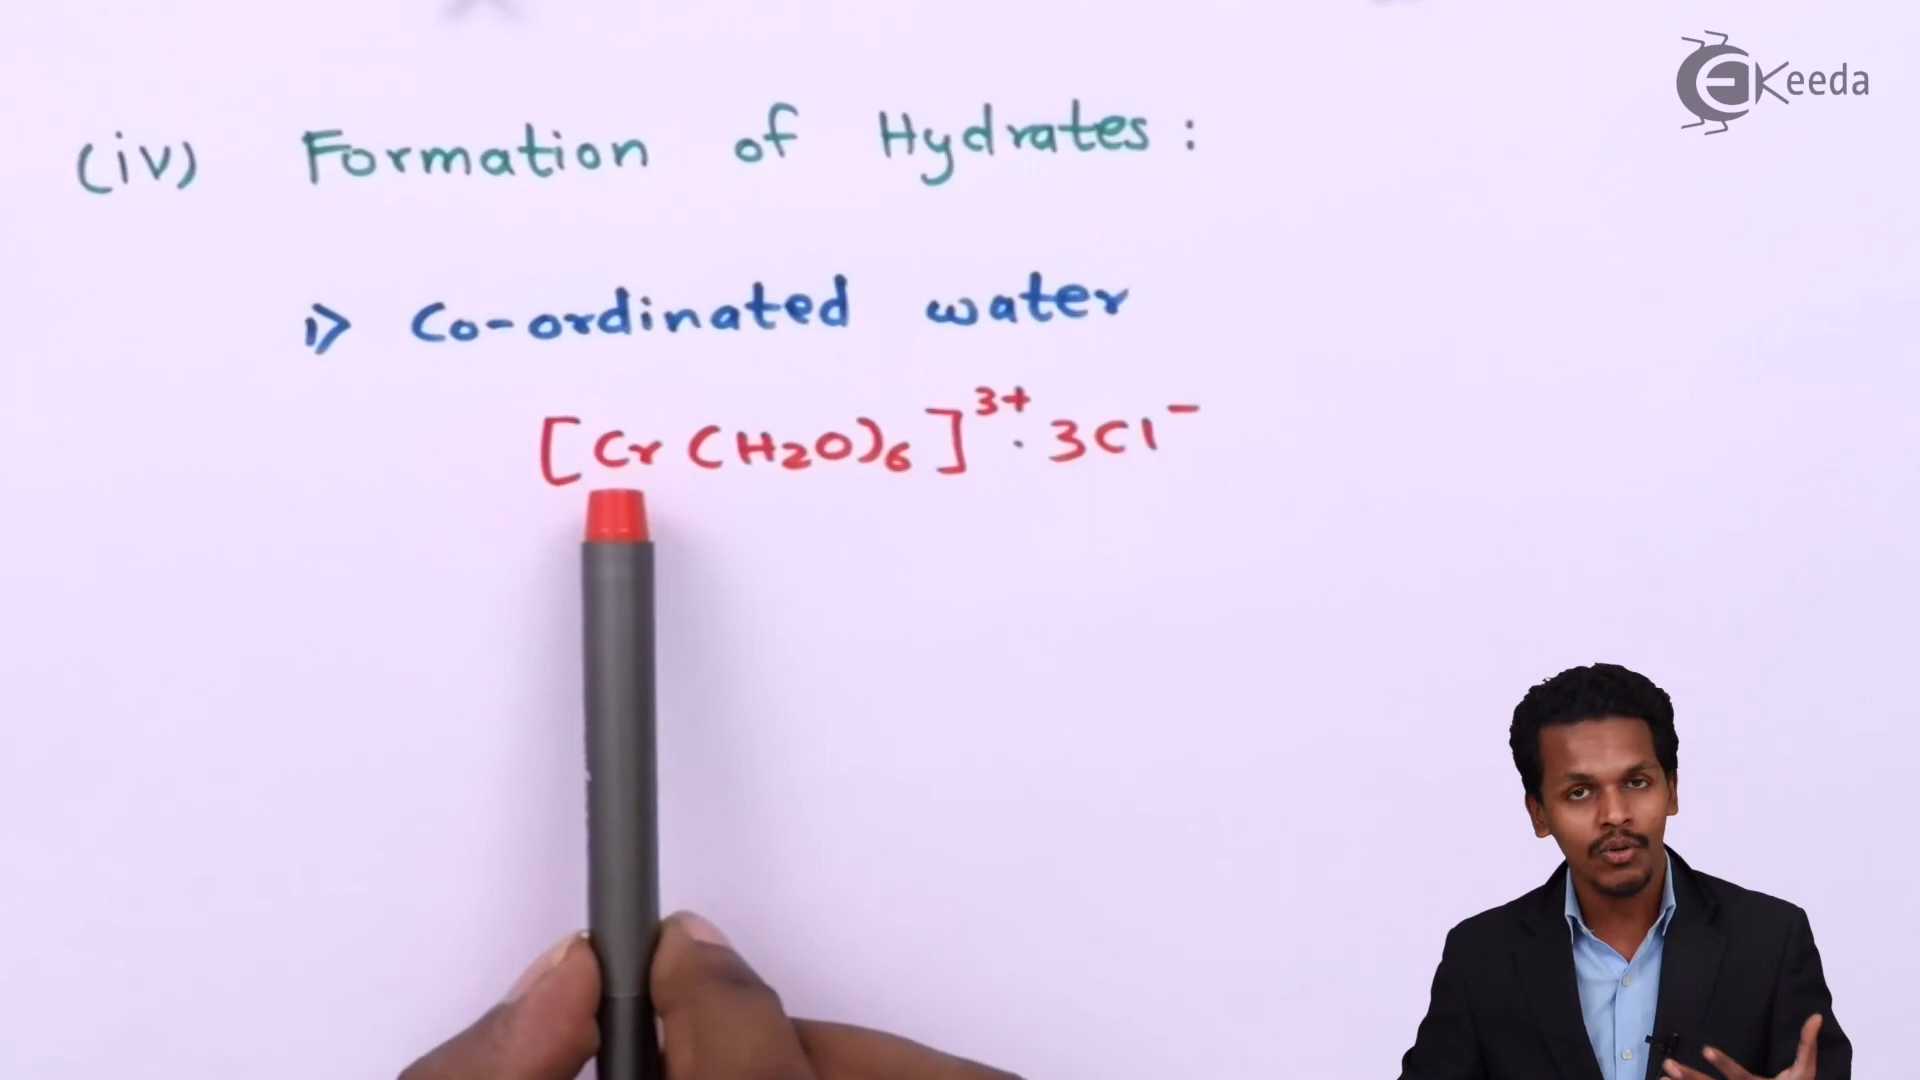 Keeda
(iv) Formation of Hydrates:
1> Co-ordinated water
[Cr(H2O)6]³⁺·3Cl⁻